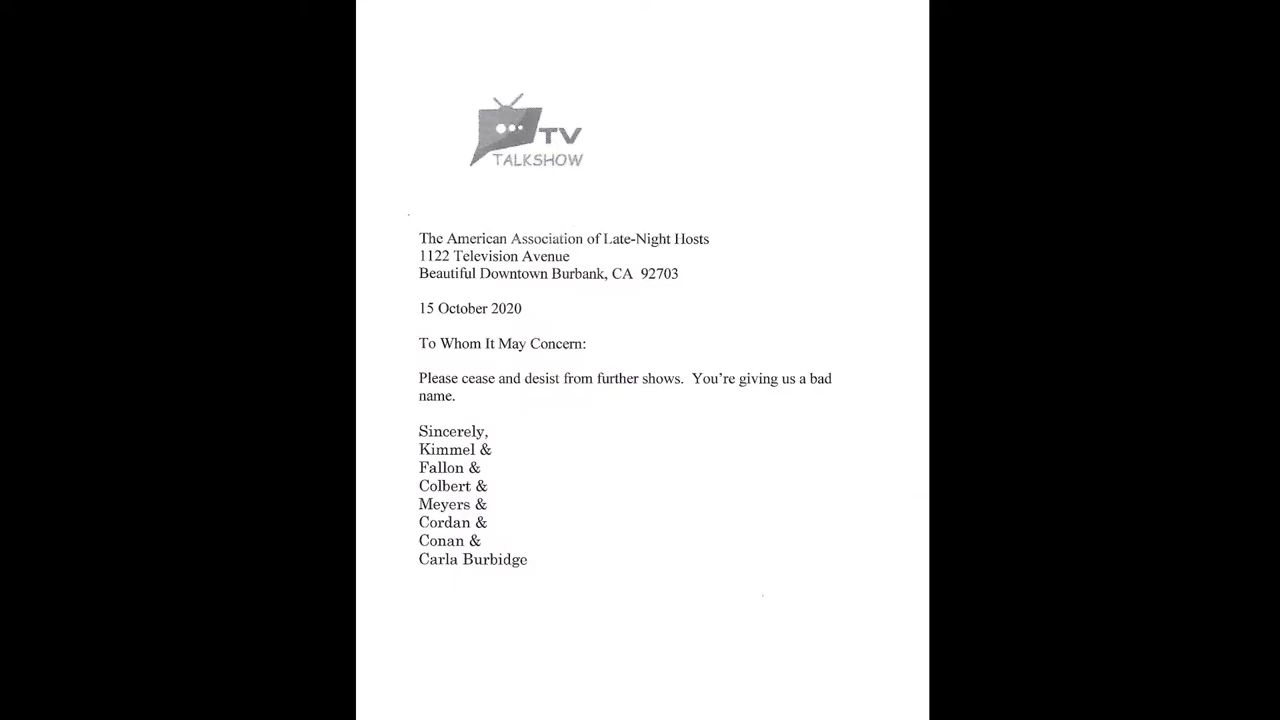 TV
TALKSHOW
The American Association of Late-Night Hosts
1122 Television Avenue
Beautiful Downtown Burbank, CA  92703
15 October 2020
To Whom It May Concern:
Please cease and desist from further shows.  You're giving us a bad
name.
Sincerely,
Kimmel &
Fallon &
Colbert &
Meyers &
Cordan &
Conan &
Carla Burbidge